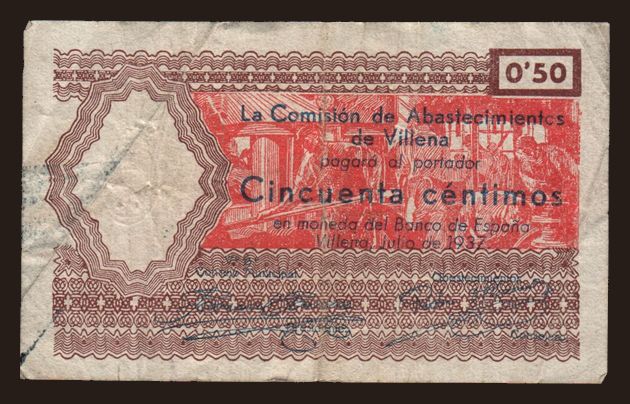 0'50
La Comisión de Abastecimientos
de Villena
pagará al portador
Cincuenta céntimos
en moneda del Banco de España
Villena, Julio de 1937